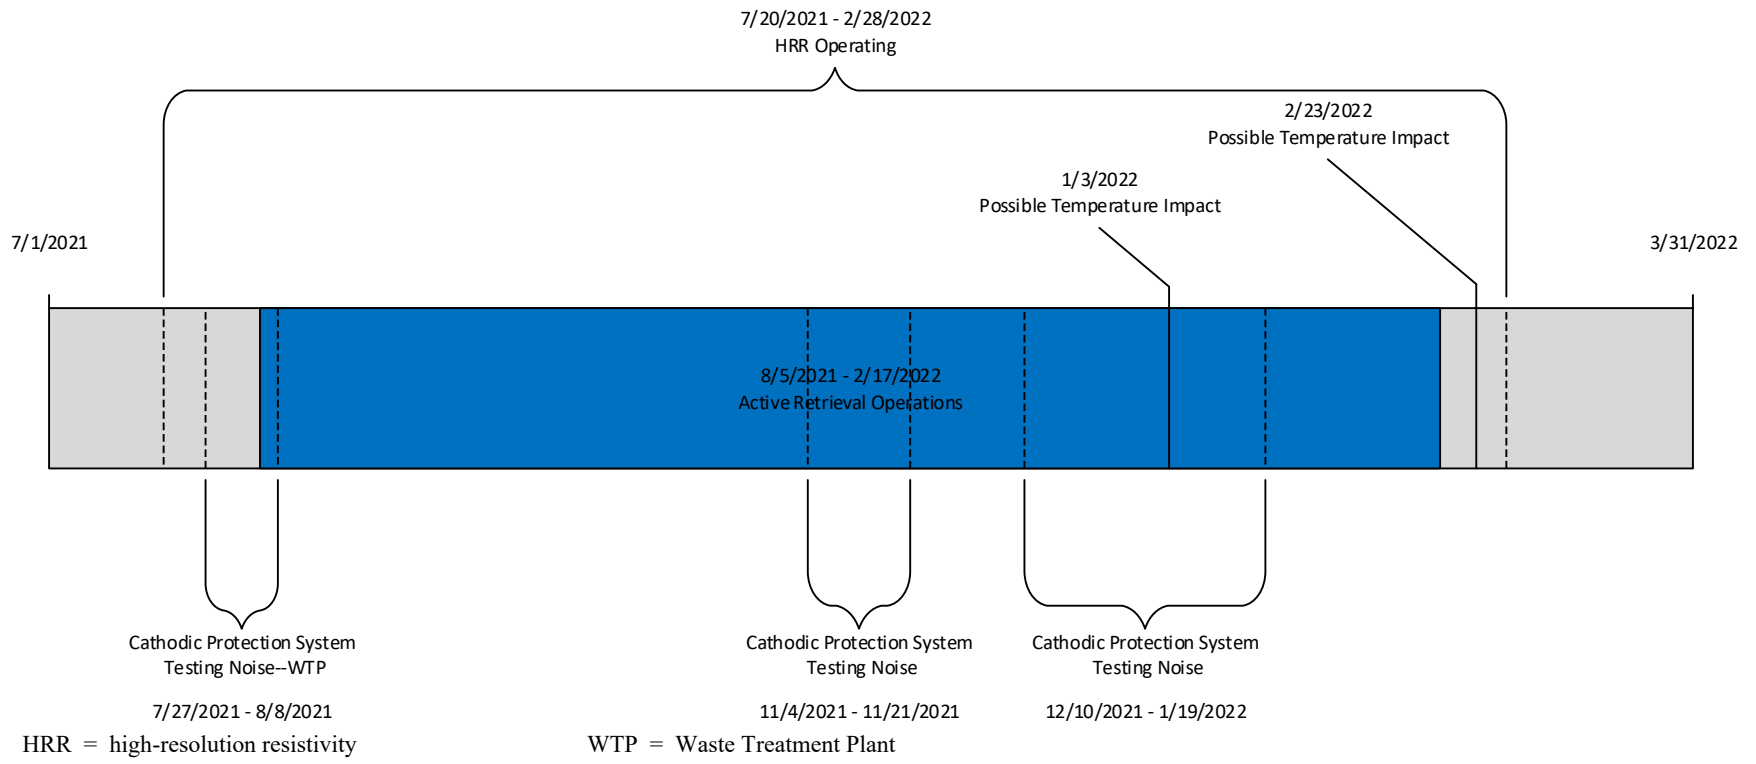 7/20/2021 - 2/28/2022
HRR Operating
2/23/2022
Possible Temperature Impact
1/3/2022
Possible Temperature Impact
7/1/2021
3/31/2022
8/5/2021 - 2/17/2022
Active Retrieval Operations
Cathodic Protection System
Testing Noise--WTP
7/27/2021 - 8/8/2021
Cathodic Protection System
Testing Noise
11/4/2021 - 11/21/2021
Cathodic Protection System
Testing Noise
12/10/2021 - 1/19/2022
HRR = high-resolution resistivity
WTP = Waste Treatment Plant